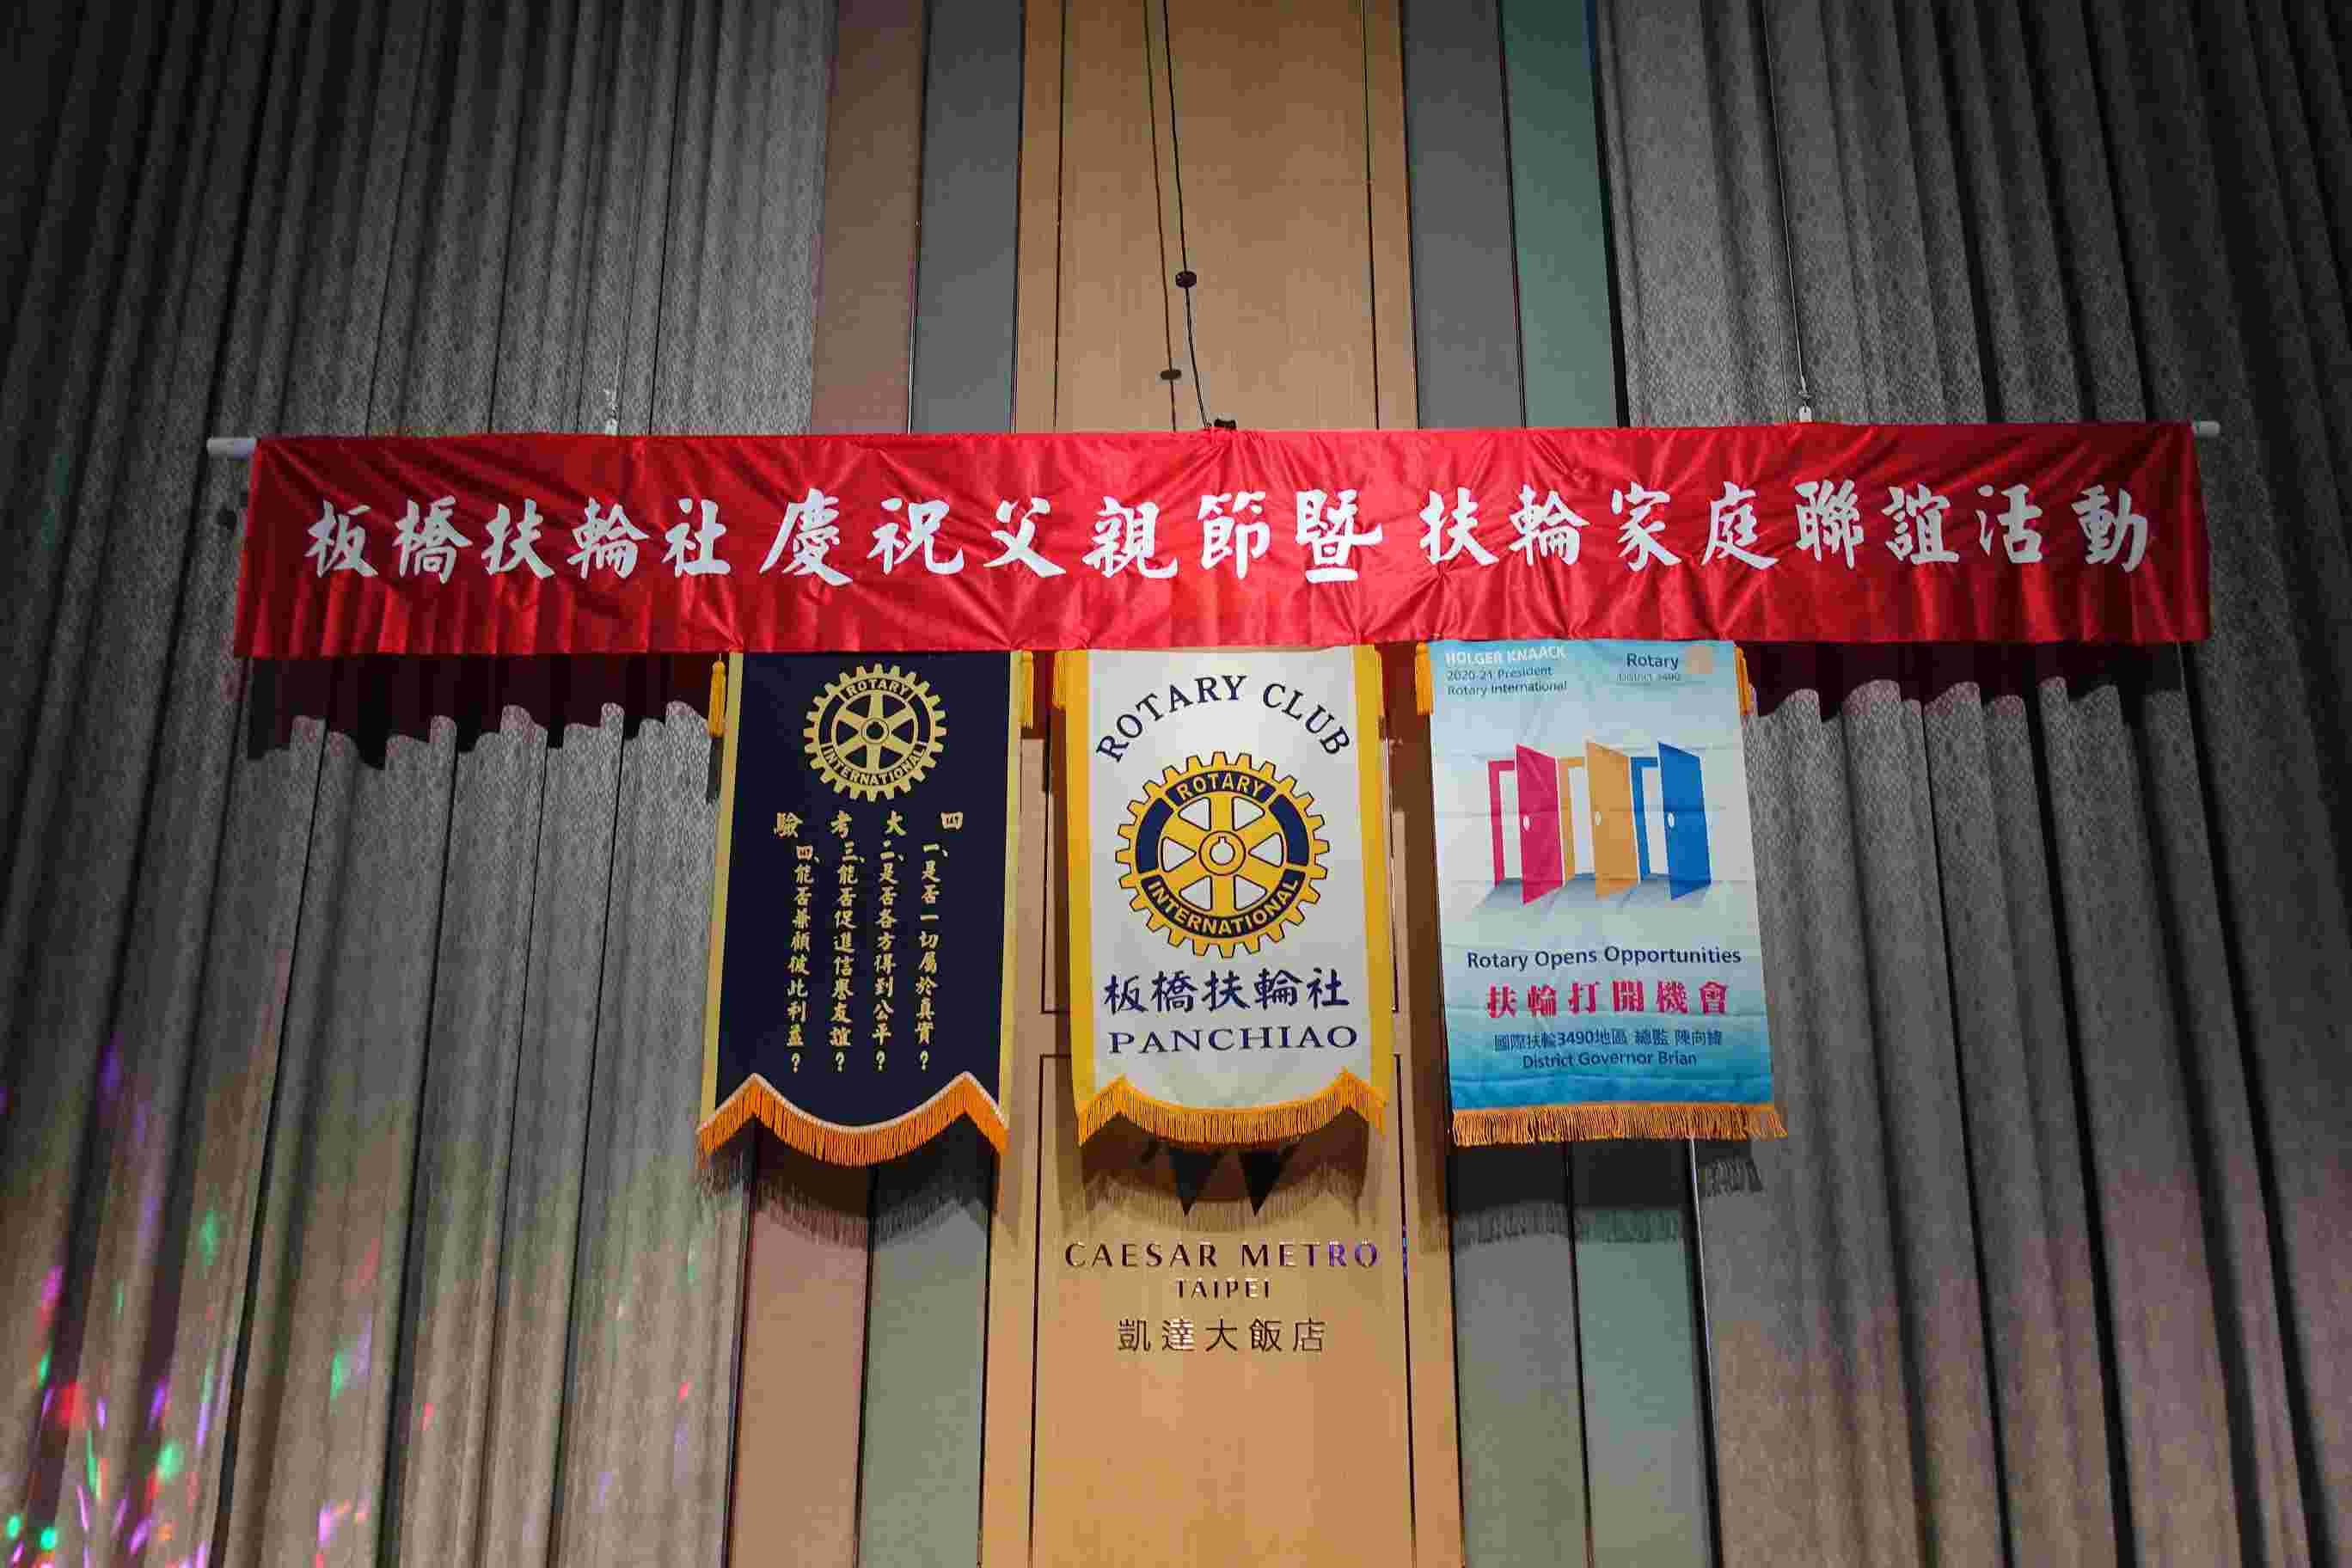 板橋扶輪社慶祝父親節暨 扶輪家庭聯誼活動
ROTARY
INTERNATIONAL
四大考驗
一、是否一切屬於真實？
二、是否各方得到公平？
三、能否促進信譽友誼？
四、能否兼顧彼此利益？
ROTARY CLUB
ROTARY
INTERNATIONAL
板橋扶輪社
PANCHIAO
HOLGER KNAACK
2020-21 President
Rotary International
Rotary
District 3490
Rotary Opens Opportunities
扶輪打開機會
國際扶輪3490地區 總監 陳向緯
District Governor Brian
CAESAR METRO
TAIPEI
凱達大飯店